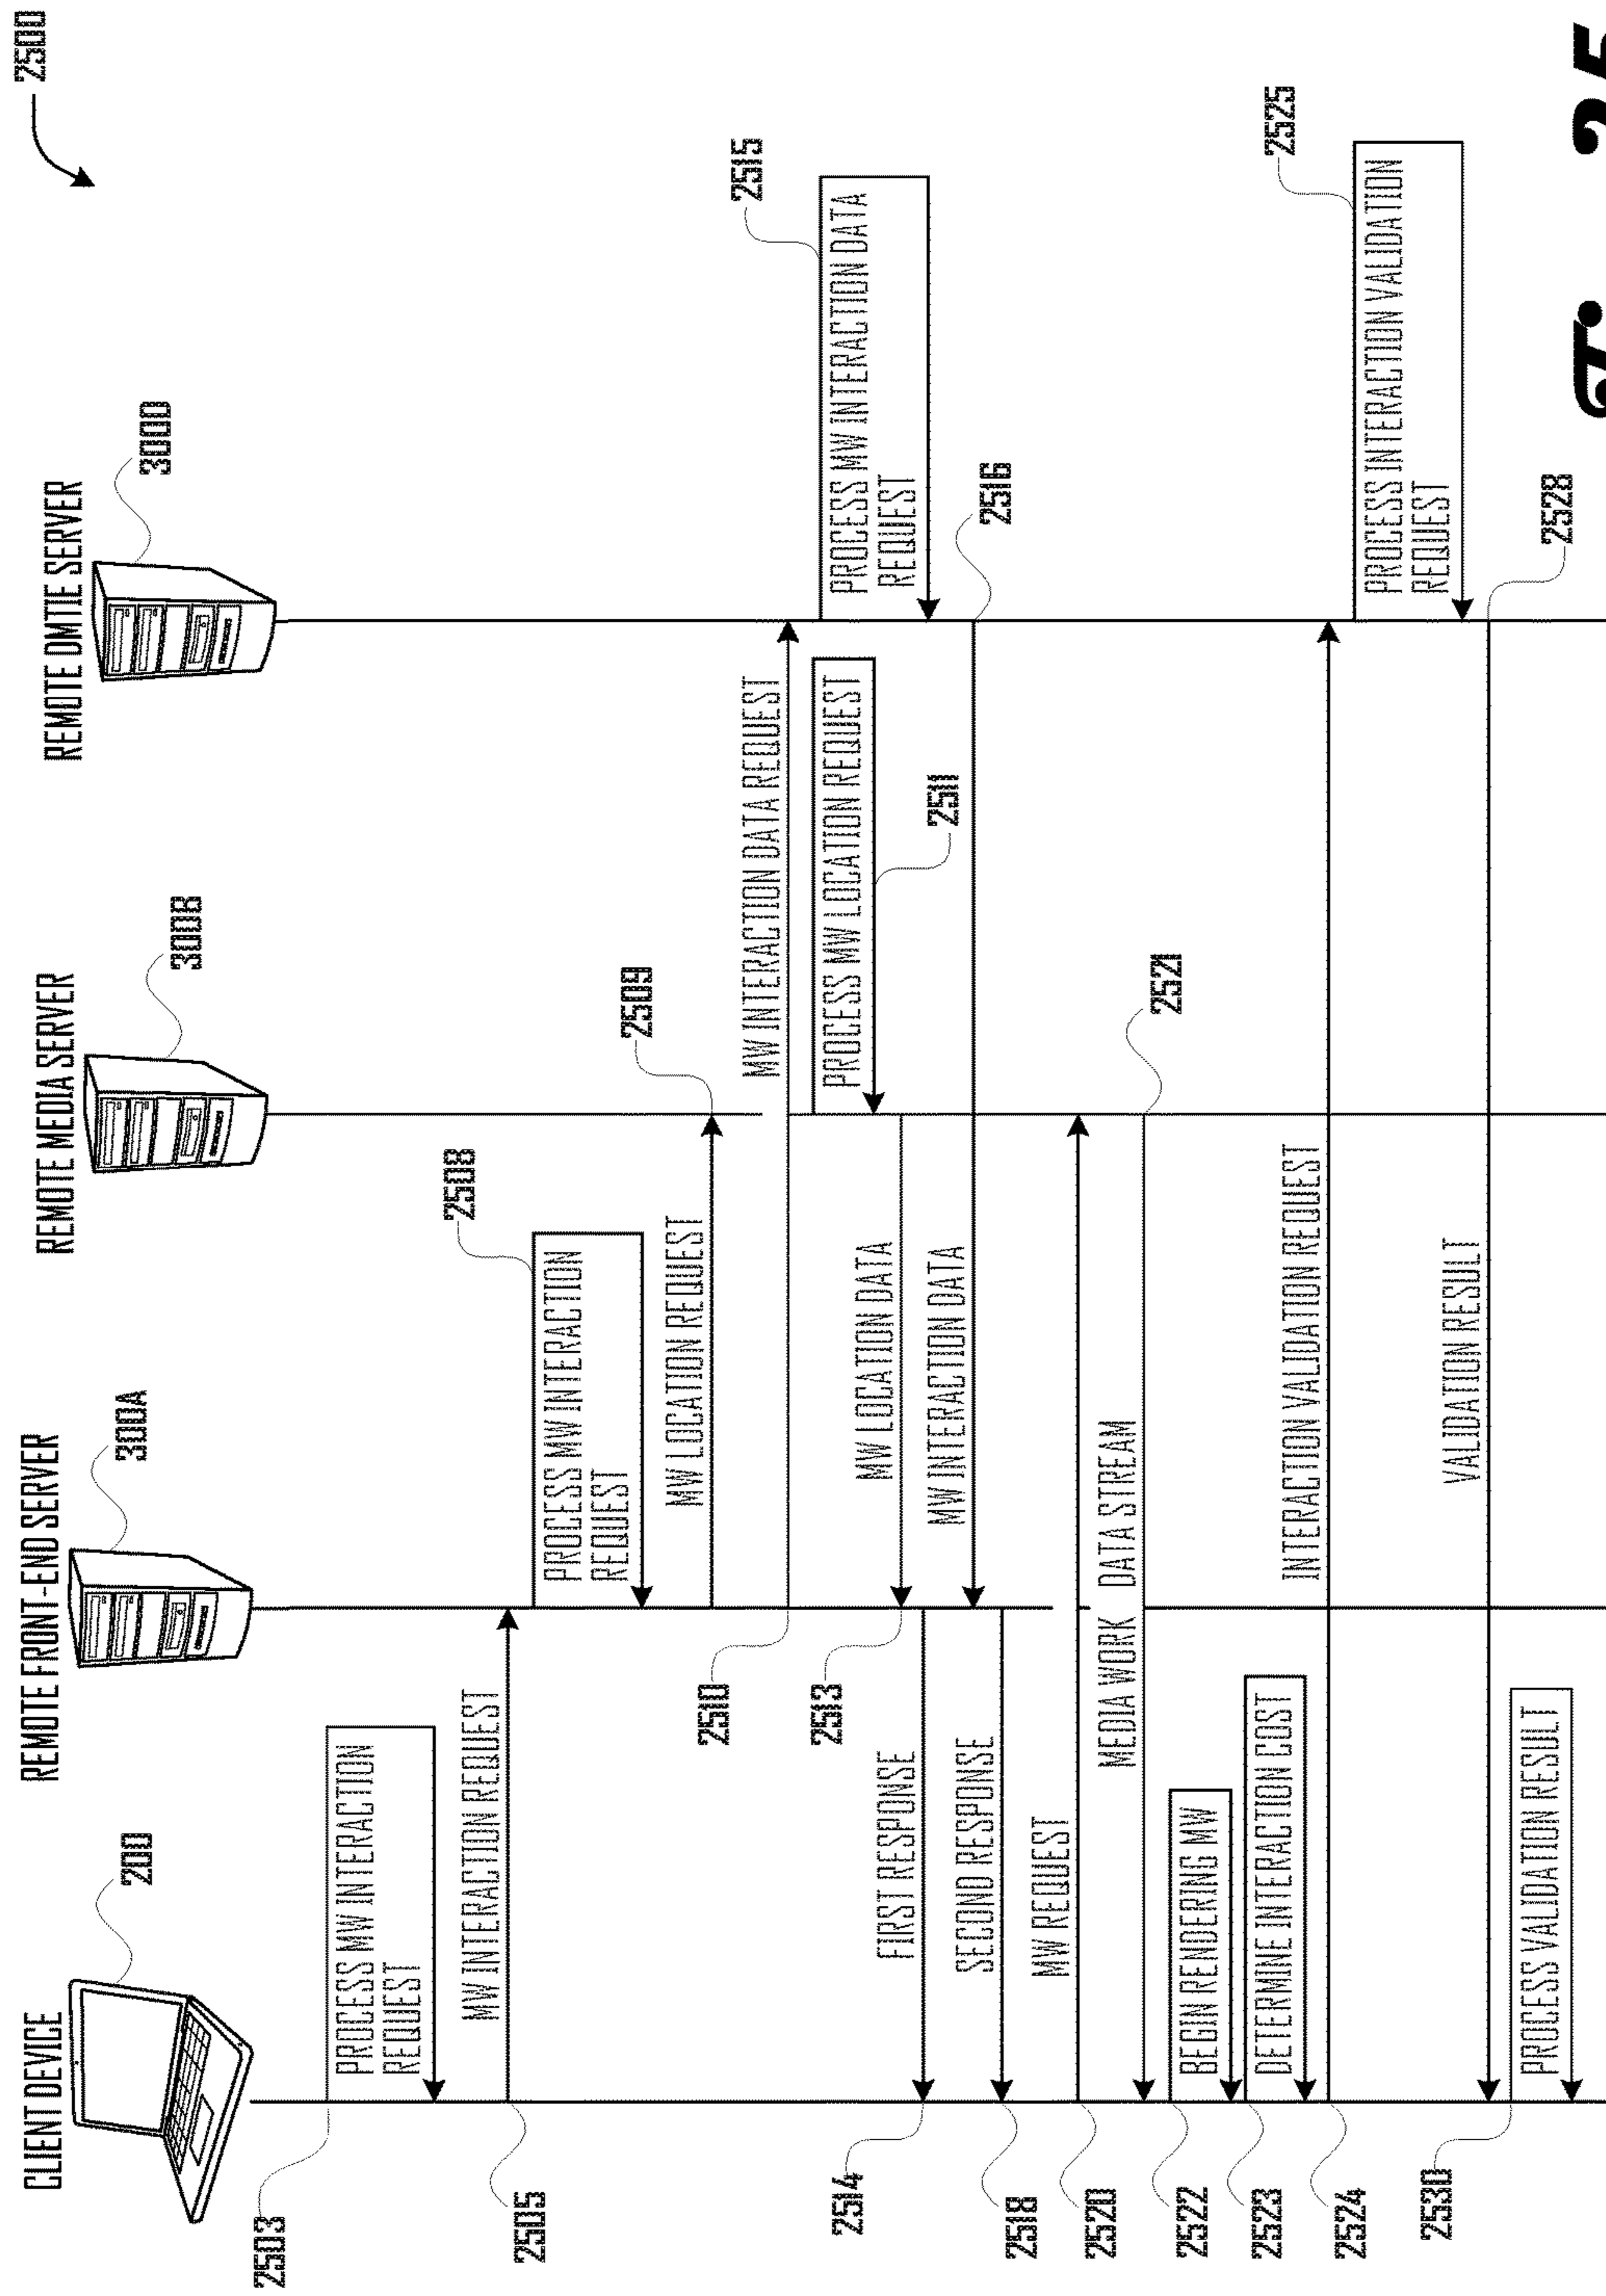 2500
CLIENT DEVICE
200
REMOTE FRONT-END SERVER
300A
REMOTE MEDIA SERVER
300B
REMOTE DMTIE SERVER
300D
2503
PROCESS MW INTERACTION
REQUEST
MW INTERACTION REQUEST
2505
PROCESS MW INTERACTION
REQUEST
2508
MW LOCATION REQUEST
2509
MW INTERACTION DATA REQUEST
2510
PROCESS MW LOCATION REQUEST
2511
PROCESS MW INTERACTION DATA
REQUEST
2515
MW LOCATION DATA
2513
FIRST RESPONSE
2514
MW INTERACTION DATA
2516
SECOND RESPONSE
2518
MW REQUEST
2520
MEDIA WORK DATA STREAM
2521
BEGIN RENDERING MW
2522
DETERMINE INTERACTION COST
2523
INTERACTION VALIDATION REQUEST
2524
PROCESS INTERACTION VALIDATION
REQUEST
2525
VALIDATION RESULT
2528
PROCESS VALIDATION RESULT
2530